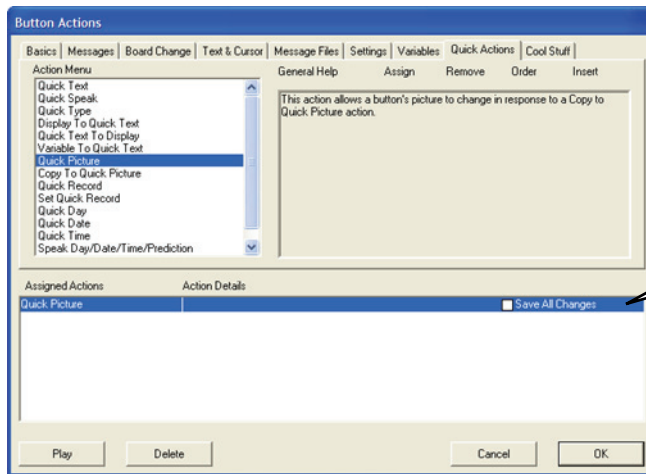 Button Actions
Basics Messages Board Change Text & Cursor Message Files Settings Variables Quick Actions Cool Stuff
Action Menu
General Help Assign Remove Order Insert
Quick Text
Quick Speak
Quick Type
Display To Quick Text
Quick Text To Display
Variable To Quick Text
Quick Picture
Copy To Quick Picture
Quick Record
Set Quick Record
Quick Day
Quick Date
Quick Time
Speak Day/Date/Time/Prediction
This action allows a button's picture to change in response to a Copy to
Quick Picture action.
Assigned Actions Action Details
Quick Picture Save All Changes
Play Delete Cancel OK